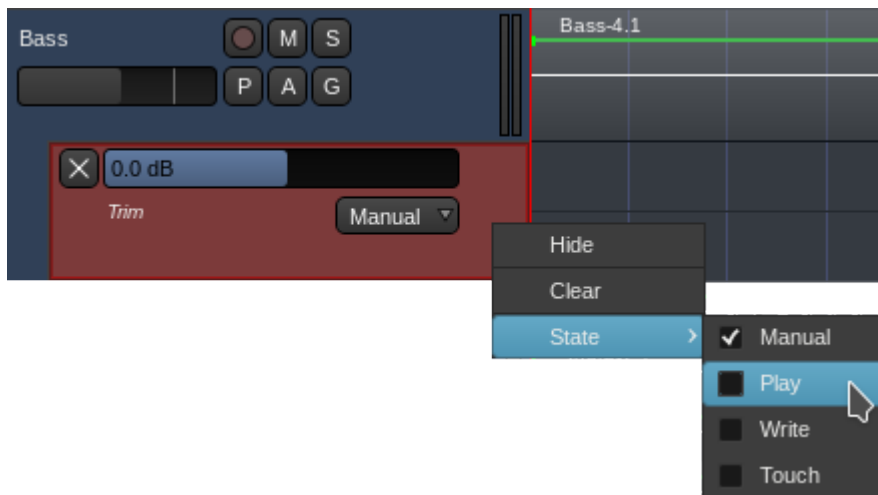 Bass
M S
P A G
Bass-4.1
0.0 dB
Trim
Manual
Hide
Clear
State
Manual
Play
Write
Touch